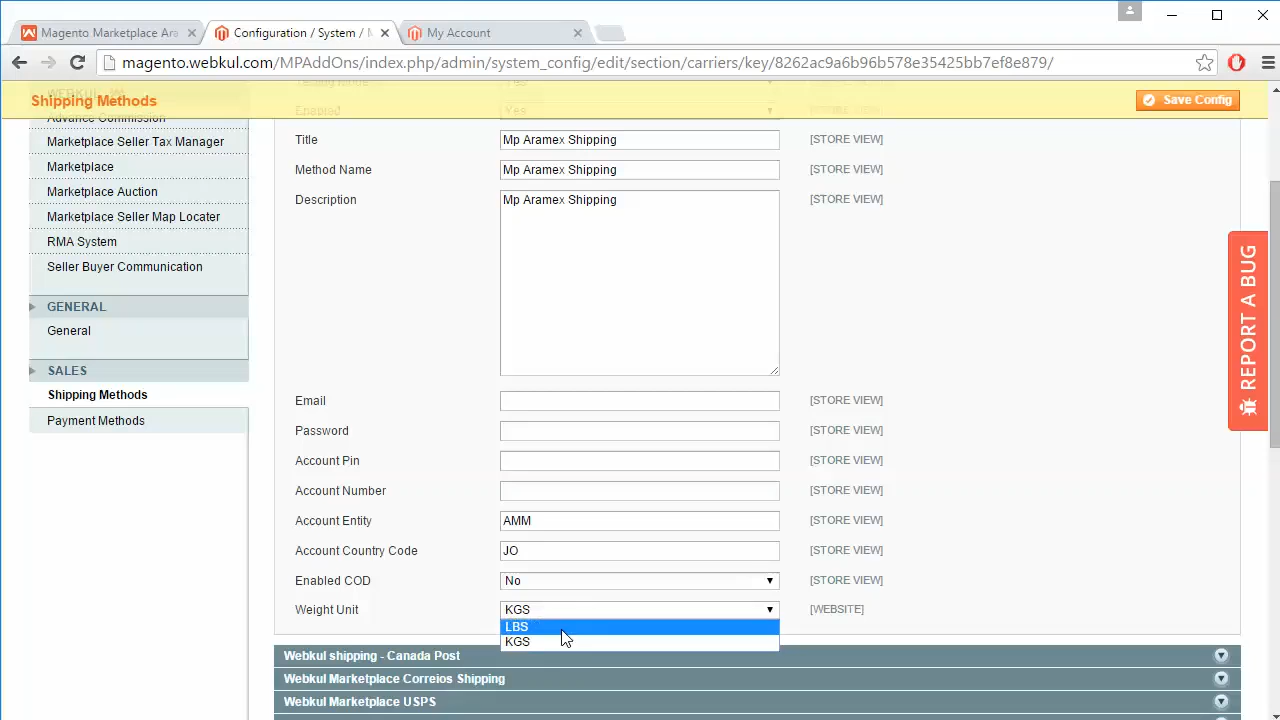 Magento Marketplace Ara
Configuration / System / M
My Account
magento.webkul.com/MPAddOns/index.php/admin/system_config/edit/section/carriers/key/8262ac9a6b96b578e35425bb7ef8e879/
Shipping Methods
Save Config
Enabled
Yes
Advance Commission
Marketplace Seller Tax Manager
Marketplace
Marketplace Auction
Marketplace Seller Map Locater
RMA System
Seller Buyer Communication
GENERAL
General
SALES
Shipping Methods
Payment Methods
Title
Mp Aramex Shipping
[STORE VIEW]
Method Name
Mp Aramex Shipping
[STORE VIEW]
Description
Mp Aramex Shipping
[STORE VIEW]
Email
[STORE VIEW]
Password
[STORE VIEW]
Account Pin
[STORE VIEW]
Account Number
[STORE VIEW]
Account Entity
AMM
[STORE VIEW]
Account Country Code
JO
[STORE VIEW]
Enabled COD
No
[STORE VIEW]
Weight Unit
KGS
[WEBSITE]
LBS
KGS
Webkul shipping - Canada Post
Webkul Marketplace Correios Shipping
Webkul Marketplace USPS
REPORT A BUG